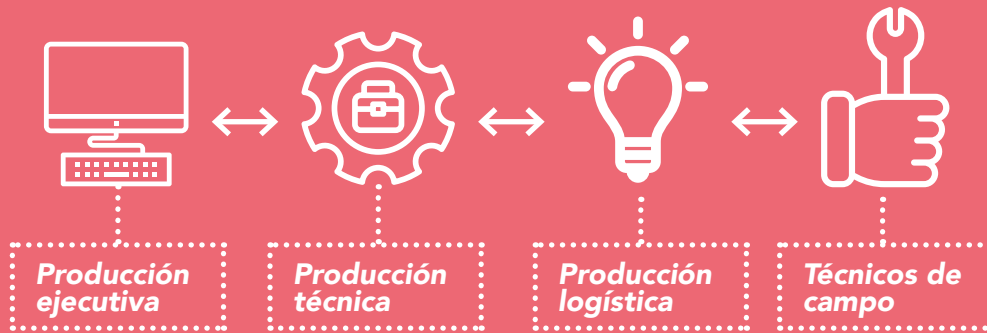 Producción
ejecutiva
Producción
técnica
Producción
logística
Técnicos de
campo